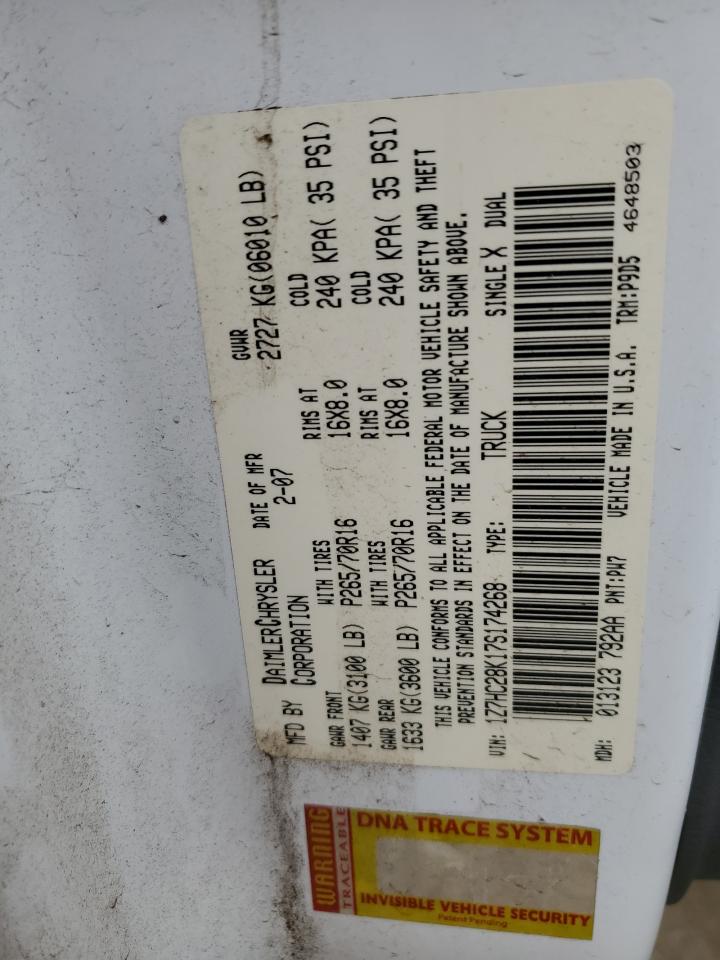 MFD BY DAIMLERCHRYSLER CORPORATION DATE OF MFR 2-07 GVWR 2727 KG(06010 LB)
GAWR FRONT WITH TIRES RIMS AT COLD
1407 KG(3100 LB) P265/70R16 16X8.0 240 KPA( 35 PSI)
GAWR REAR WITH TIRES RIMS AT COLD
1633 KG(3600 LB) P265/70R16 16X8.0 240 KPA( 35 PSI)
THIS VEHICLE CONFORMS TO ALL APPLICABLE FEDERAL MOTOR VEHICLE SAFETY AND THEFT
PREVENTION STANDARDS IN EFFECT ON THE DATE OF MANUFACTURE SHOWN ABOVE.
VIN: 1Z7HC28K17S174268 TYPE: TRUCK SINGLE X DUAL
MDH: 013123 792AA PNT:PW7 VEHICLE MADE IN U.S.A. TRM:P9D5 4648503
WARNING
TRACEABLE
DNA TRACE SYSTEM
INVISIBLE VEHICLE SECURITY
Patent Pending